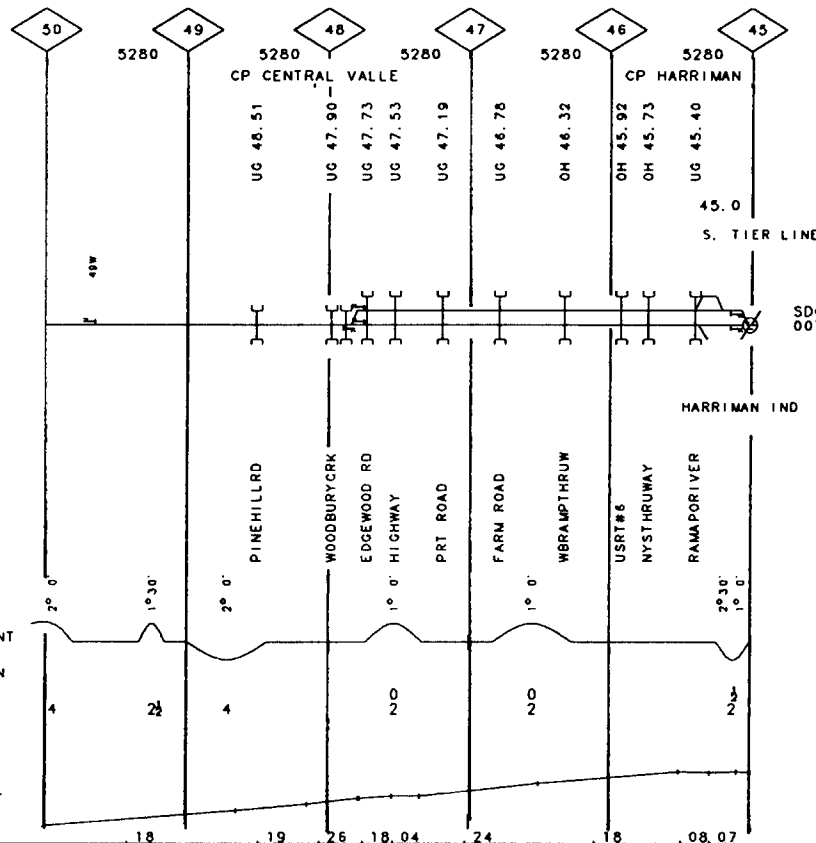 50 49 48 47 46 45
5280 5280 5280 5280 5280
CP CENTRAL VALLE CP HARRIMAN
UG 48.51
UG 47.90
UG 47.73
UG 47.53
UG 47.19
UG 46.78
OH 46.32
OH 45.92
OH 45.73
UG 45.40
45.0
S. TIER LINE
49W
HARRIMAN IND
PINEHILLRD
WOODBURYCRK
EDGEWOOD RD
HIGHWAY
PRT ROAD
FARM ROAD
WBRAMPTHRUW
USRT#6
NYSTHRUWAY
RAMAPORIVER
2° 0'
1° 30'
2° 0'
1° 0'
1° 0'
2° 30'
1° 0'
NT
N
0 0 ½
4 2½ 4 2 2 2
18 19 26 18 04 24 18 08 07